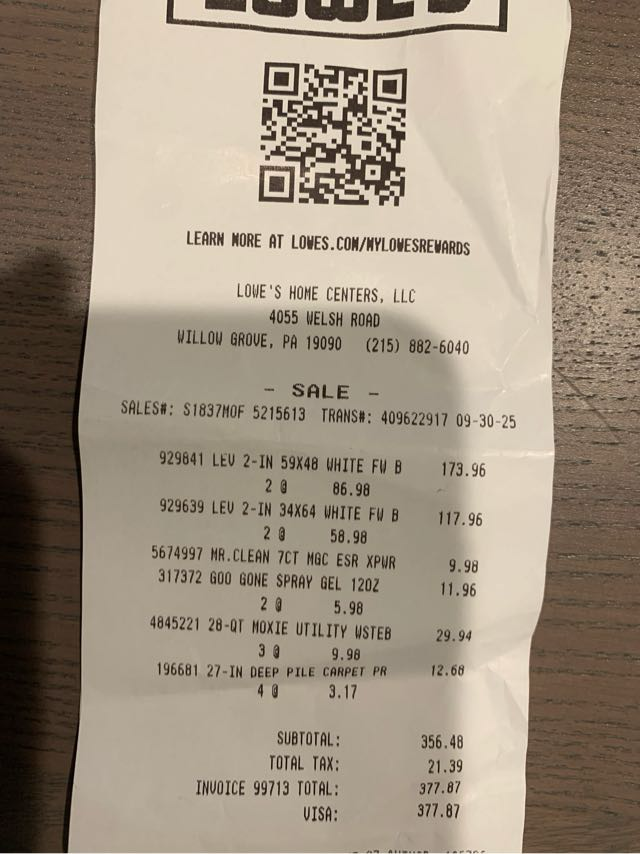 LOWE'S
LEARN MORE AT LOWES.COM/MYLOWESREWARDS
LOWE'S HOME CENTERS, LLC
4055 WELSH ROAD
WILLOW GROVE, PA 19090 (215) 882-6040
- SALE -
SALES#: S1837MOF 5215613 TRANS#: 409622917 09-30-25
929841 LEV 2-IN 59X48 WHITE FW B 173.96
2 @ 86.98
929639 LEV 2-IN 34X64 WHITE FW B 117.96
2 @ 58.98
5674997 MR.CLEAN 7CT MGC ESR XPWR 9.98
317372 GOO GONE SPRAY GEL 12OZ 11.96
2 @ 5.98
4845221 28-QT MOXIE UTILITY WSTEB 29.94
3 @ 9.98
196681 27-IN DEEP PILE CARPET PR 12.68
4 @ 3.17
SUBTOTAL: 356.48
TOTAL TAX: 21.39
INVOICE 99713 TOTAL: 377.87
VISA: 377.87